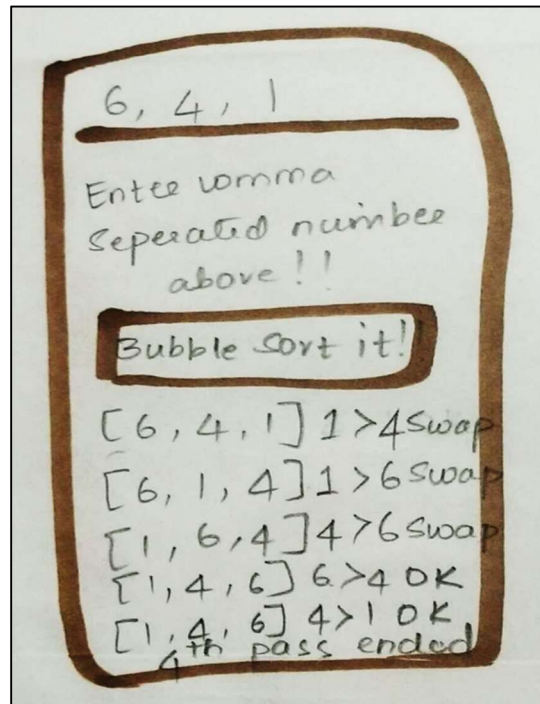 6, 4, 1
Enter comma
seperated number
above!!
Bubble Sort it!
[6, 4, 1] 1>4 Swap
[6, 1, 4] 1>6 Swap
[1, 6, 4] 4>6 Swap
[1, 4, 6] 6>4 OK
[1, 4, 6] 4>1 OK
4th pass ended